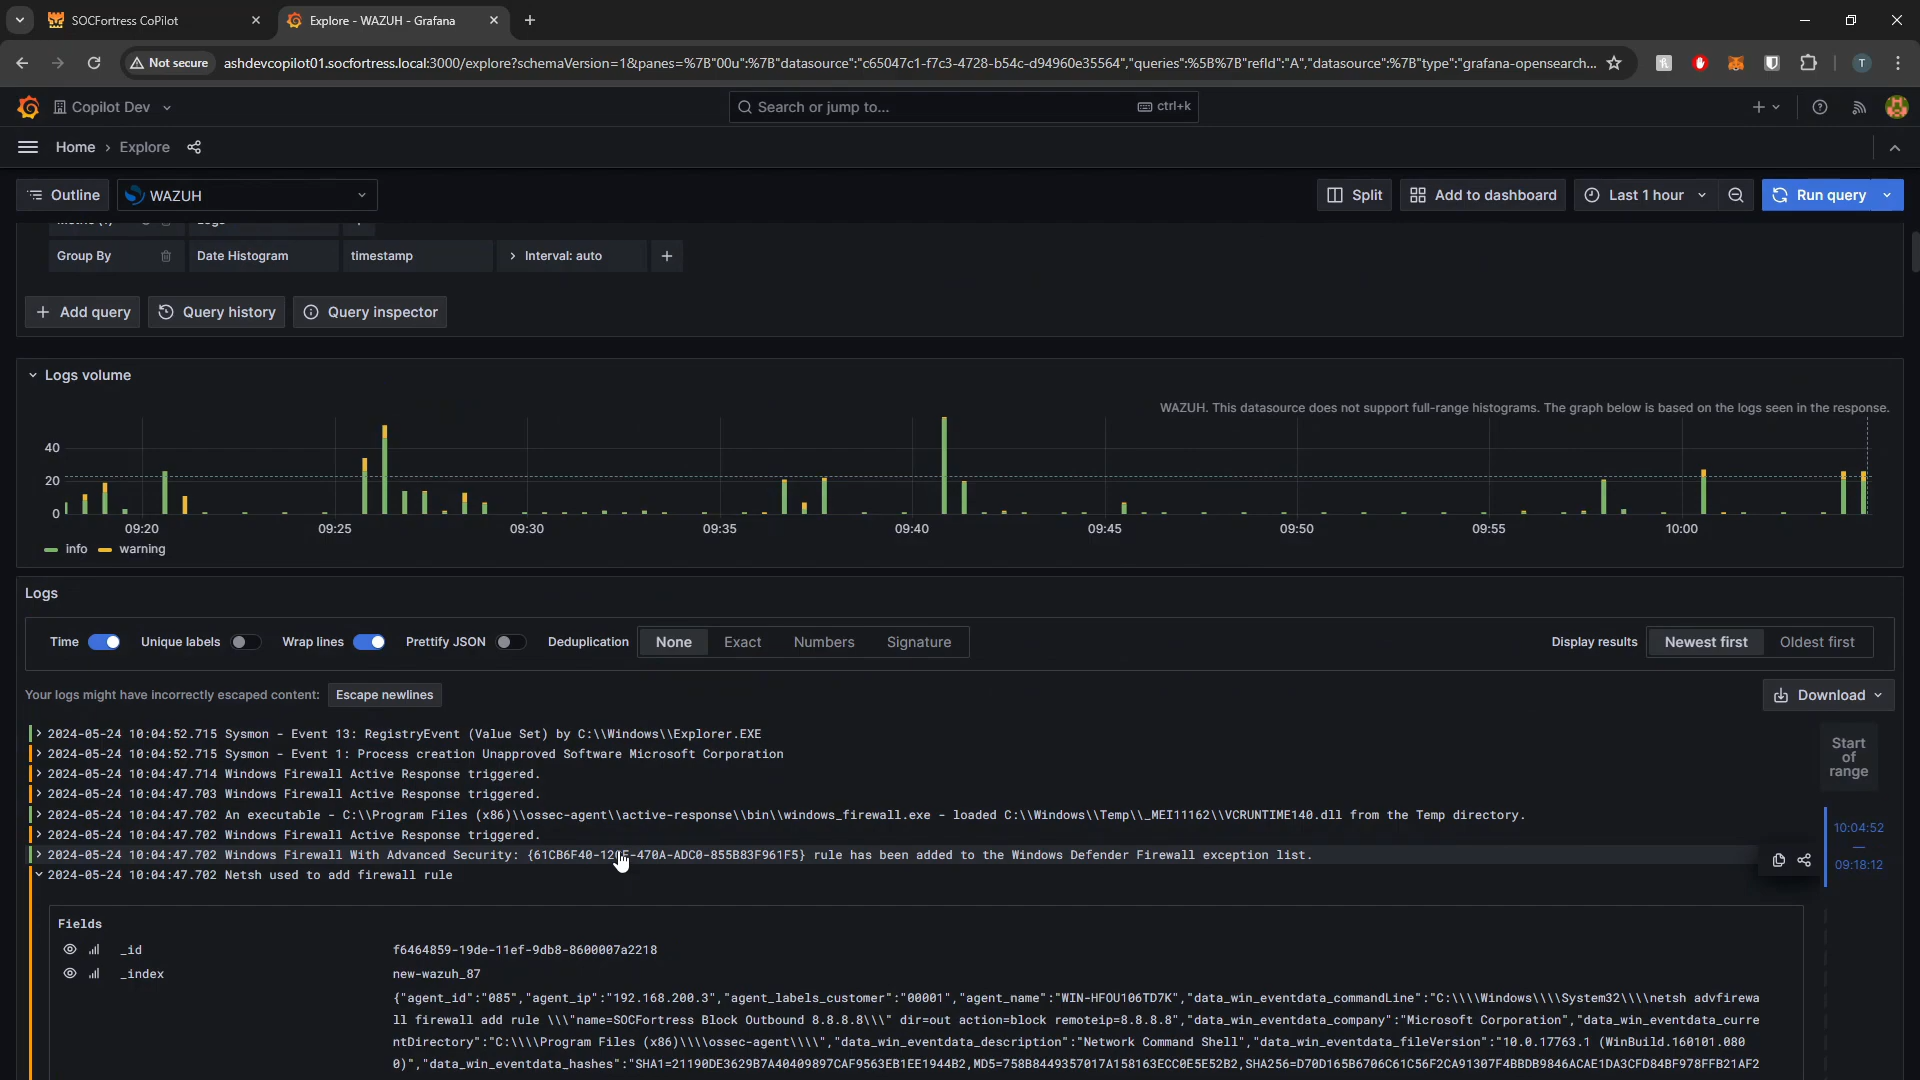 SOCFortress CoPilot
Explore - WAZUH - Grafana
Not secure
ashdevcopilot01.socfortress.local:3000/explore?schemaVersion=1&panes=%7B"00u":%7B"datasource":"c65047c1-f7c3-4728-b54c-d94960e35564","queries":%5B%7B"refId":"A","datasource":%7B"type":"grafana-opensearch...
T
Copilot Dev
Search or jump to...
ctrl+k
Home › Explore
Outline
WAZUH
Split
Add to dashboard
Last 1 hour
Run query
Group By
Date Histogram
timestamp
Interval: auto
Add query
Query history
Query inspector
Logs volume
WAZUH. This datasource does not support full-range histograms. The graph below is based on the logs seen in the response.
40
20
0
09:20 09:25 09:30 09:35 09:40 09:45 09:50 09:55 10:00
info warning
Logs
Time Unique labels Wrap lines Prettify JSON Deduplication None Exact Numbers Signature
Display results Newest first Oldest first
Your logs might have incorrectly escaped content: Escape newlines
Download
2024-05-24 10:04:52.715 Sysmon - Event 13: RegistryEvent (Value Set) by C:\\Windows\\Explorer.EXE
2024-05-24 10:04:52.715 Sysmon - Event 1: Process creation Unapproved Software Microsoft Corporation
2024-05-24 10:04:47.714 Windows Firewall Active Response triggered.
2024-05-24 10:04:47.703 Windows Firewall Active Response triggered.
2024-05-24 10:04:47.702 An executable - C:\\Program Files (x86)\\ossec-agent\\active-response\\bin\\windows_firewall.exe - loaded C:\\Windows\\Temp\\_MEI11162\\VCRUNTIME140.dll from the Temp directory.
2024-05-24 10:04:47.702 Windows Firewall Active Response triggered.
2024-05-24 10:04:47.702 Windows Firewall With Advanced Security: rule has been added to the Windows Defender Firewall exception list.
2024-05-24 10:04:47.702 Netsh used to add firewall rule
Start
of
range
10:04:52
—
09:18:12
Fields
_id
f6464859-19de-11ef-9db8-8600007a2218
_index
new-wazuh_87
{"agent_id":"085","agent_ip":"192.168.200.3","agent_labels_customer":"00001","agent_name":"WIN-HFOU106TD7K","data_win_eventdata_commandLine":"C:\\\\Windows\\\\System32\\\\netsh advfirewa
ll firewall add rule \\\"name=SOCFortress Block Outbound 8.8.8.8\\\" dir=out action=block remoteip=8.8.8.8","data_win_eventdata_company":"Microsoft Corporation","data_win_eventdata_curre
ntDirectory":"C:\\\\Program Files (x86)\\\\ossec-agent\\\\","data_win_eventdata_description":"Network Command Shell","data_win_eventdata_fileVersion":"10.0.17763.1 (WinBuild.160101.080
0)","data_win_eventdata_hashes":"SHA1=21190DE3629B7A40409897CAF9563EB1EE1944B2,MD5=758B8449357017A158163ECC0E5E52B2,SHA256=D70D165B6706C61C56F2CA91307F4BBDB9846ACAE1DA3CFD84BF978FFB21AF2